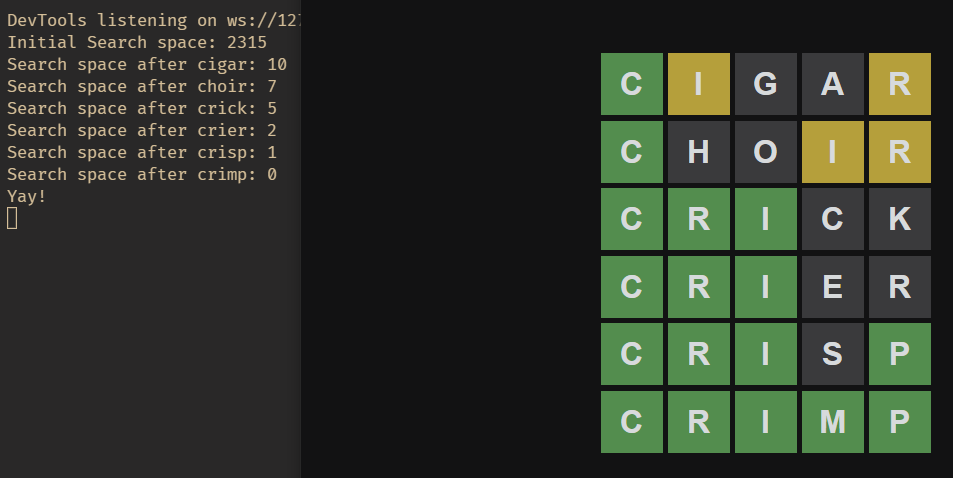 DevTools listening on ws://127
Initial Search space: 2315
Search space after cigar: 10
Search space after choir: 7
Search space after crick: 5
Search space after crier: 2
Search space after crisp: 1
Search space after crimp: 0
Yay!
C I G A R
C H O I R
C R I C K
C R I E R
C R I S P
C R I M P